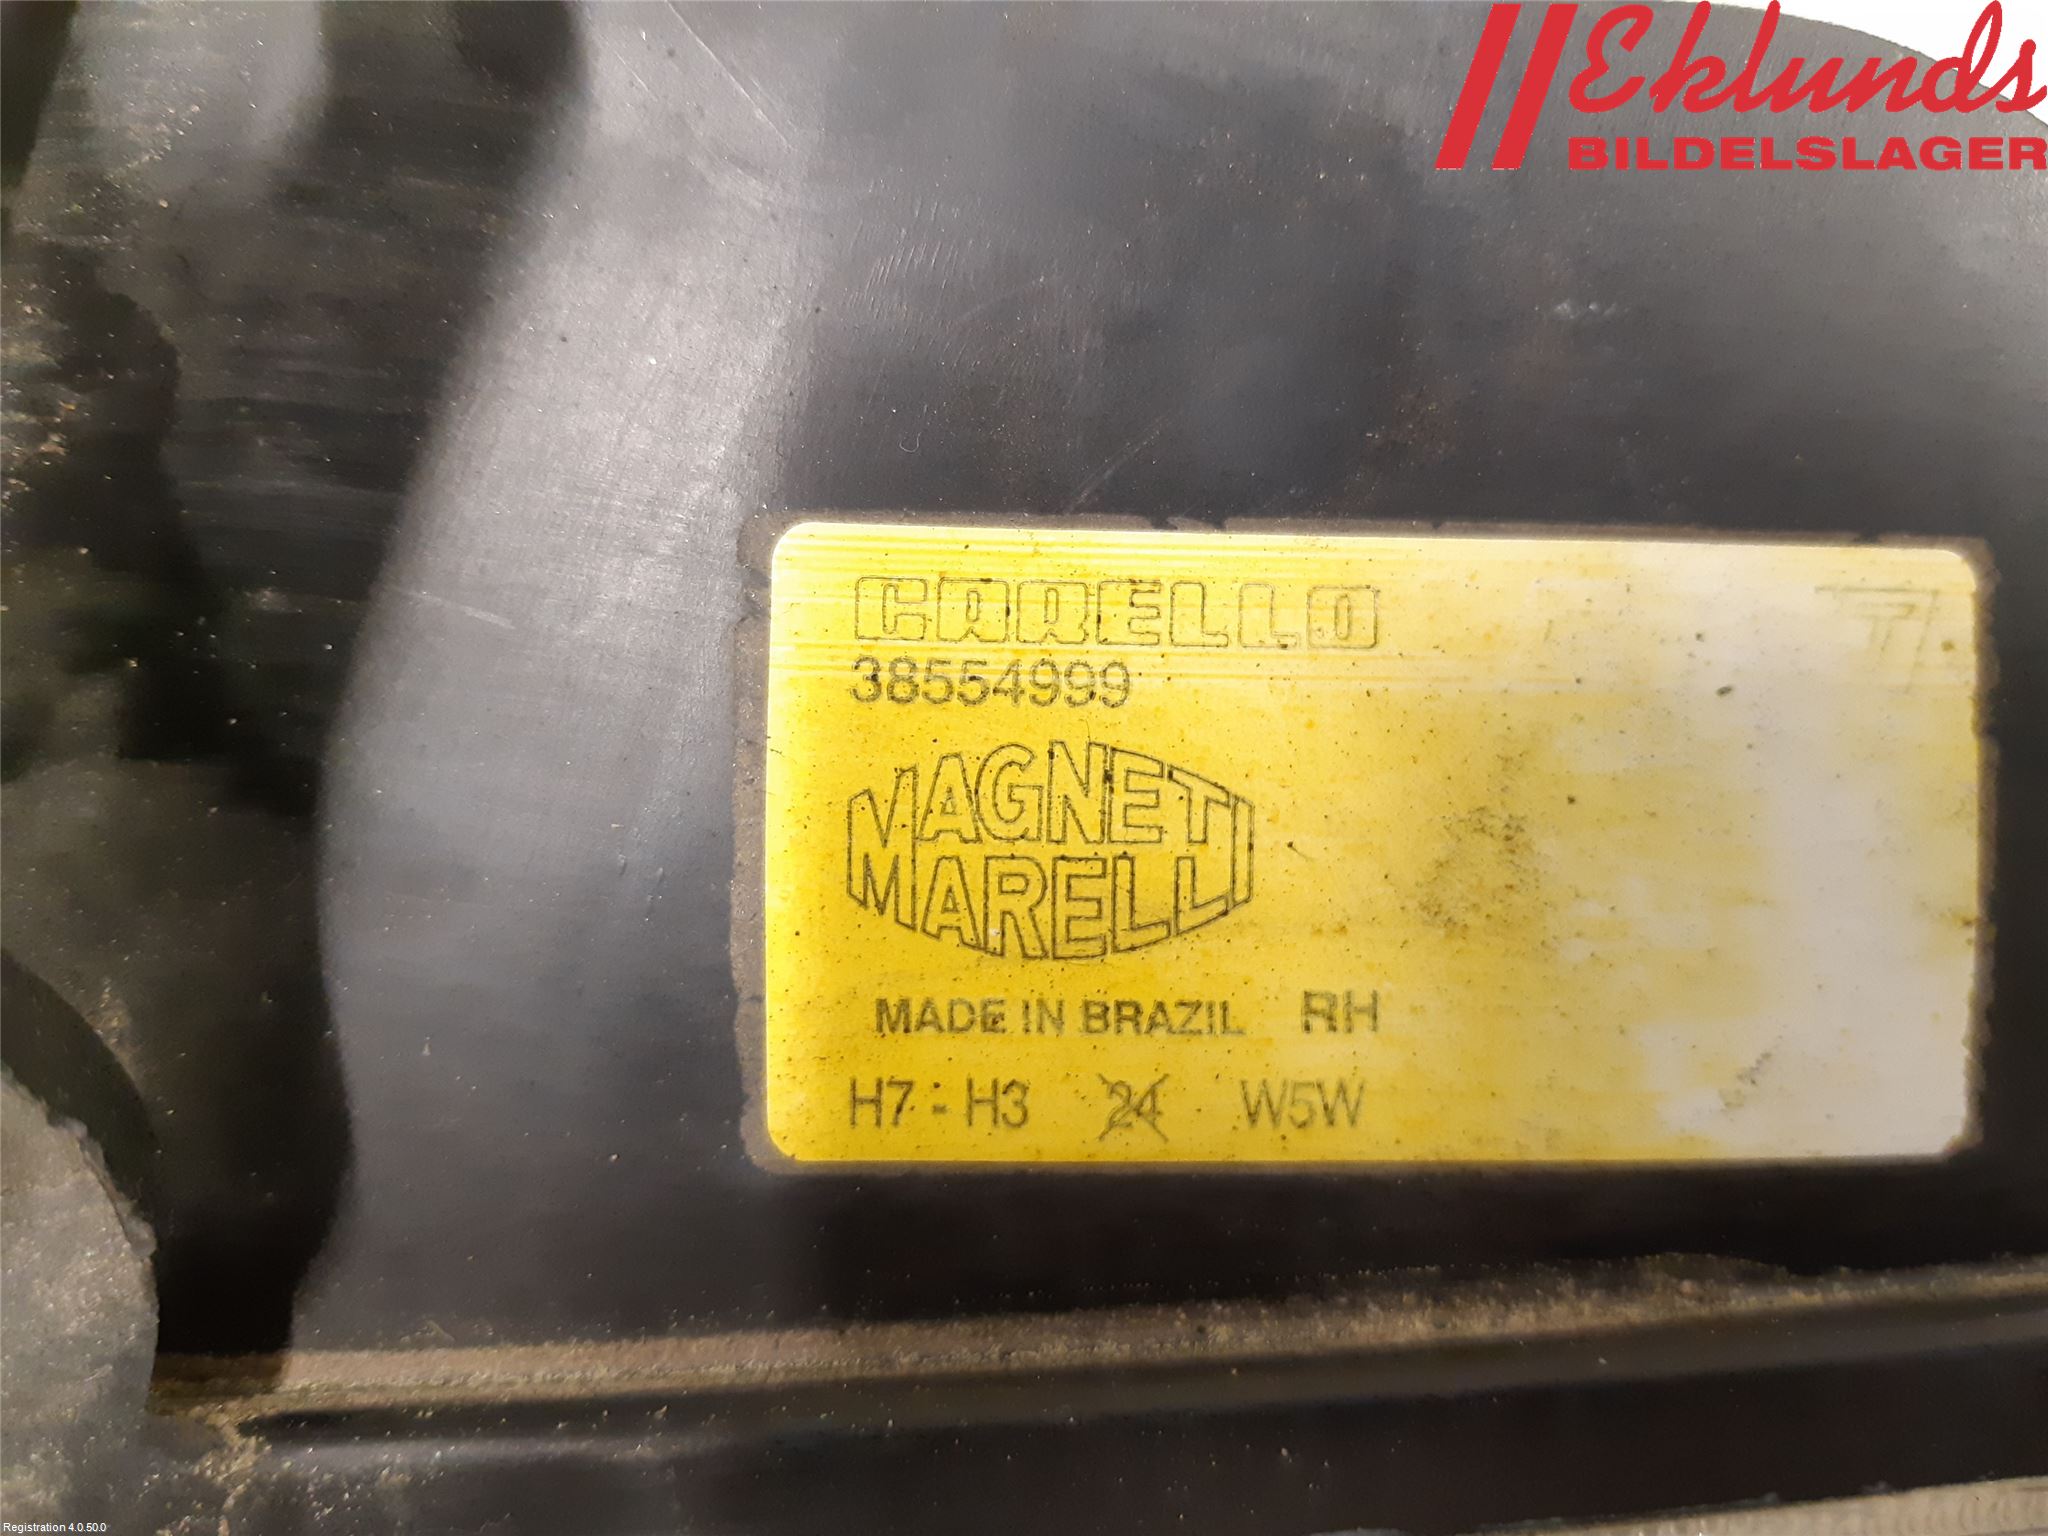 Eklunds
BILDELSLAGER
CARELLO
38554999
MAGNETI
MARELLI
MADE IN BRAZIL RH
H7 - H3 24 W5W
Registration 4.0.50.0